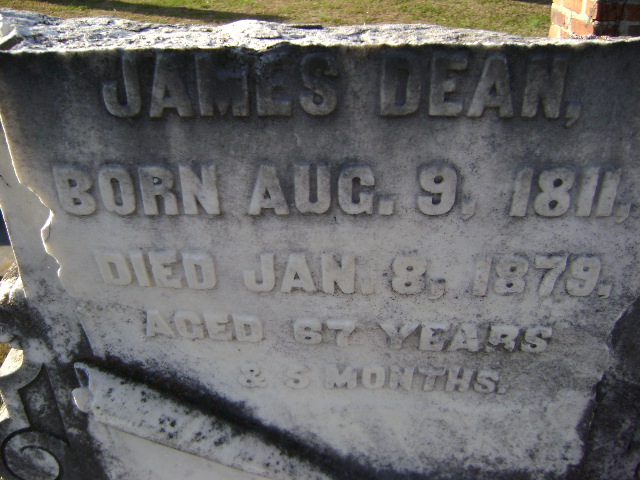 JAMES DEAN,
BORN AUG. 9, 1811,
DIED JAN. 8, 1879.
AGED 67 YEARS
& 5 MONTHS.